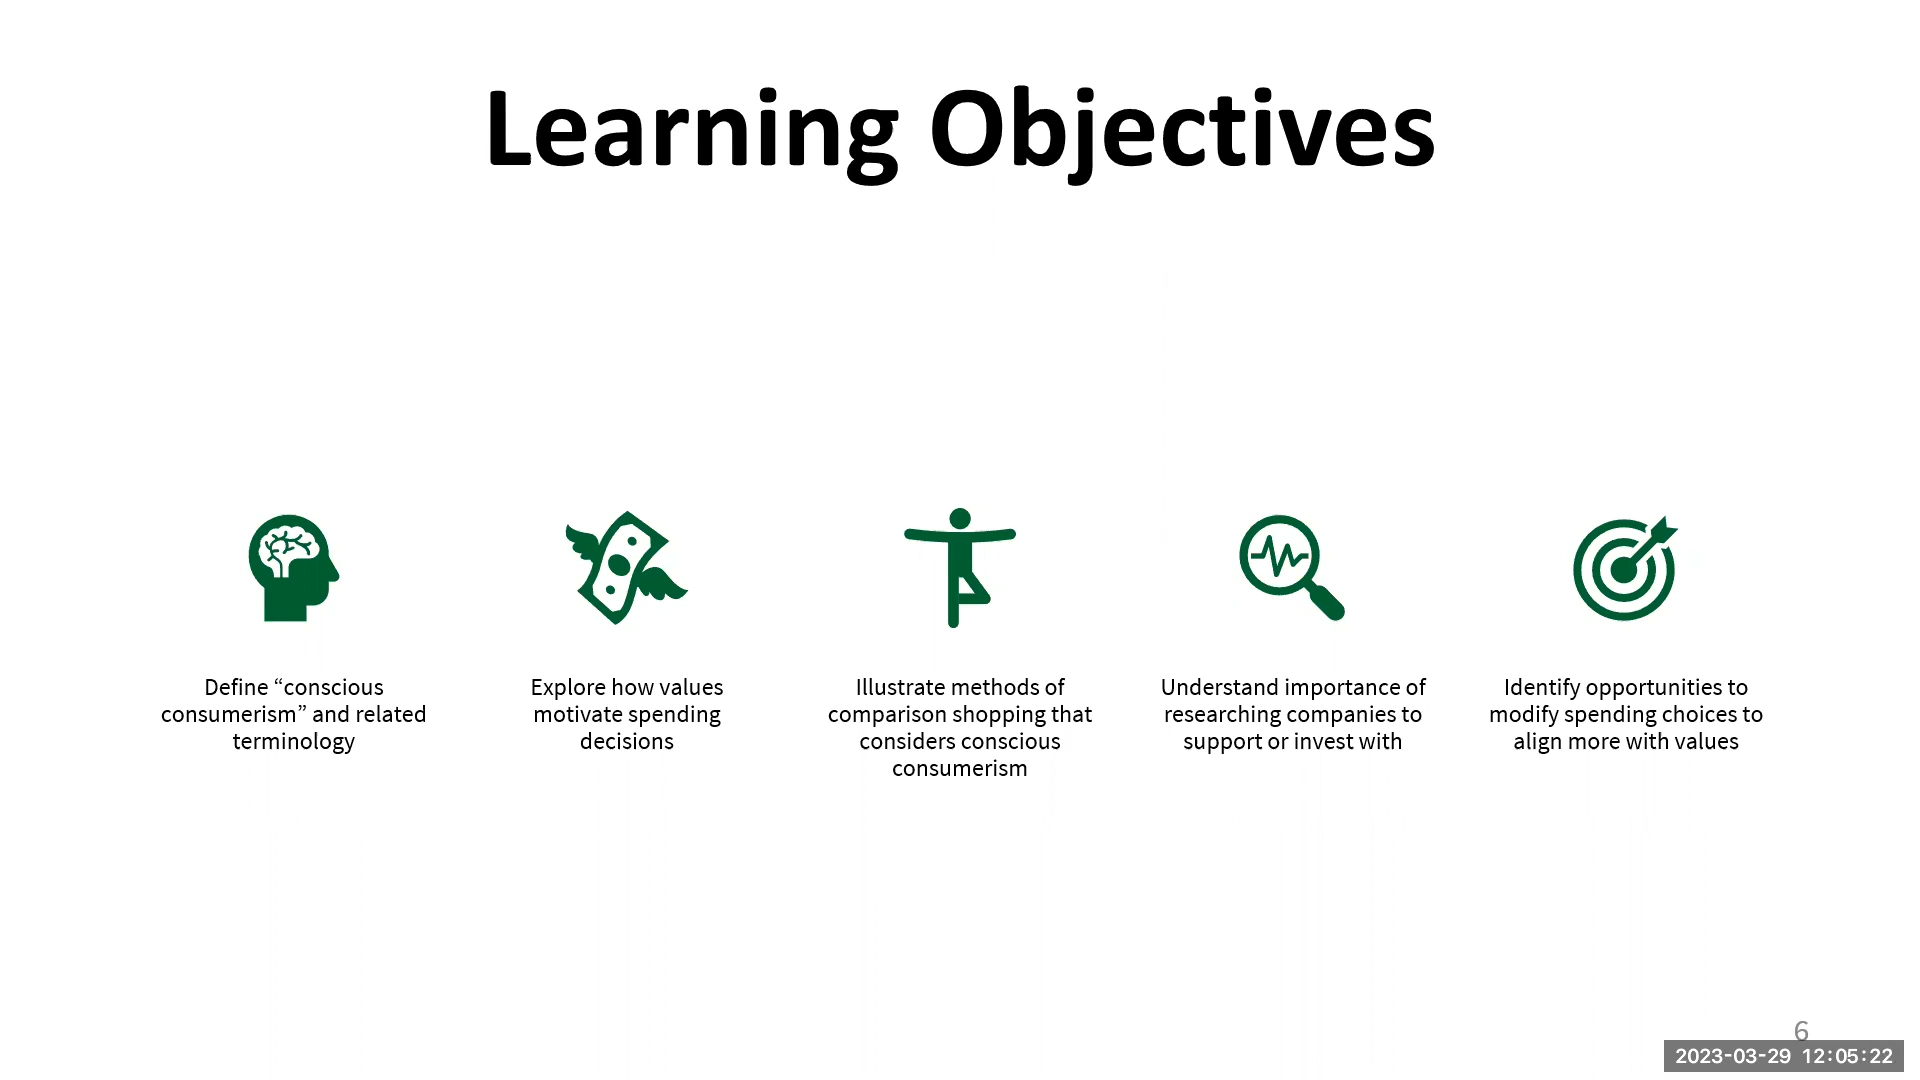 Learning Objectives
Define “conscious
consumerism” and related
terminology
Explore how values
motivate spending
decisions
Illustrate methods of
comparison shopping that
considers conscious
consumerism
Understand importance of
researching companies to
support or invest with
Identify opportunities to
modify spending choices to
align more with values
6
2023-03-29 12:05:22